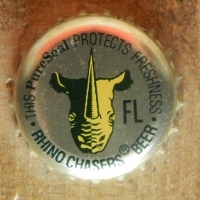 • THIS PureSeal PROTECTS FRESHNESS •
RHINO CHASERS® BEER
FL